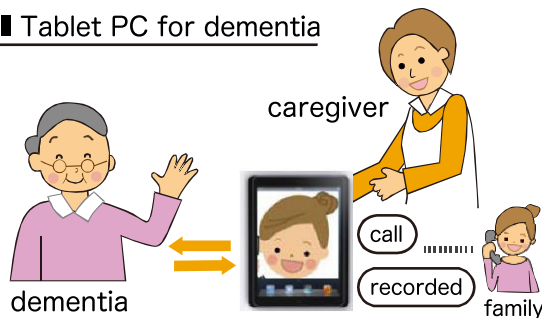 Tablet PC for dementia
caregiver
call
recorded
dementia
family